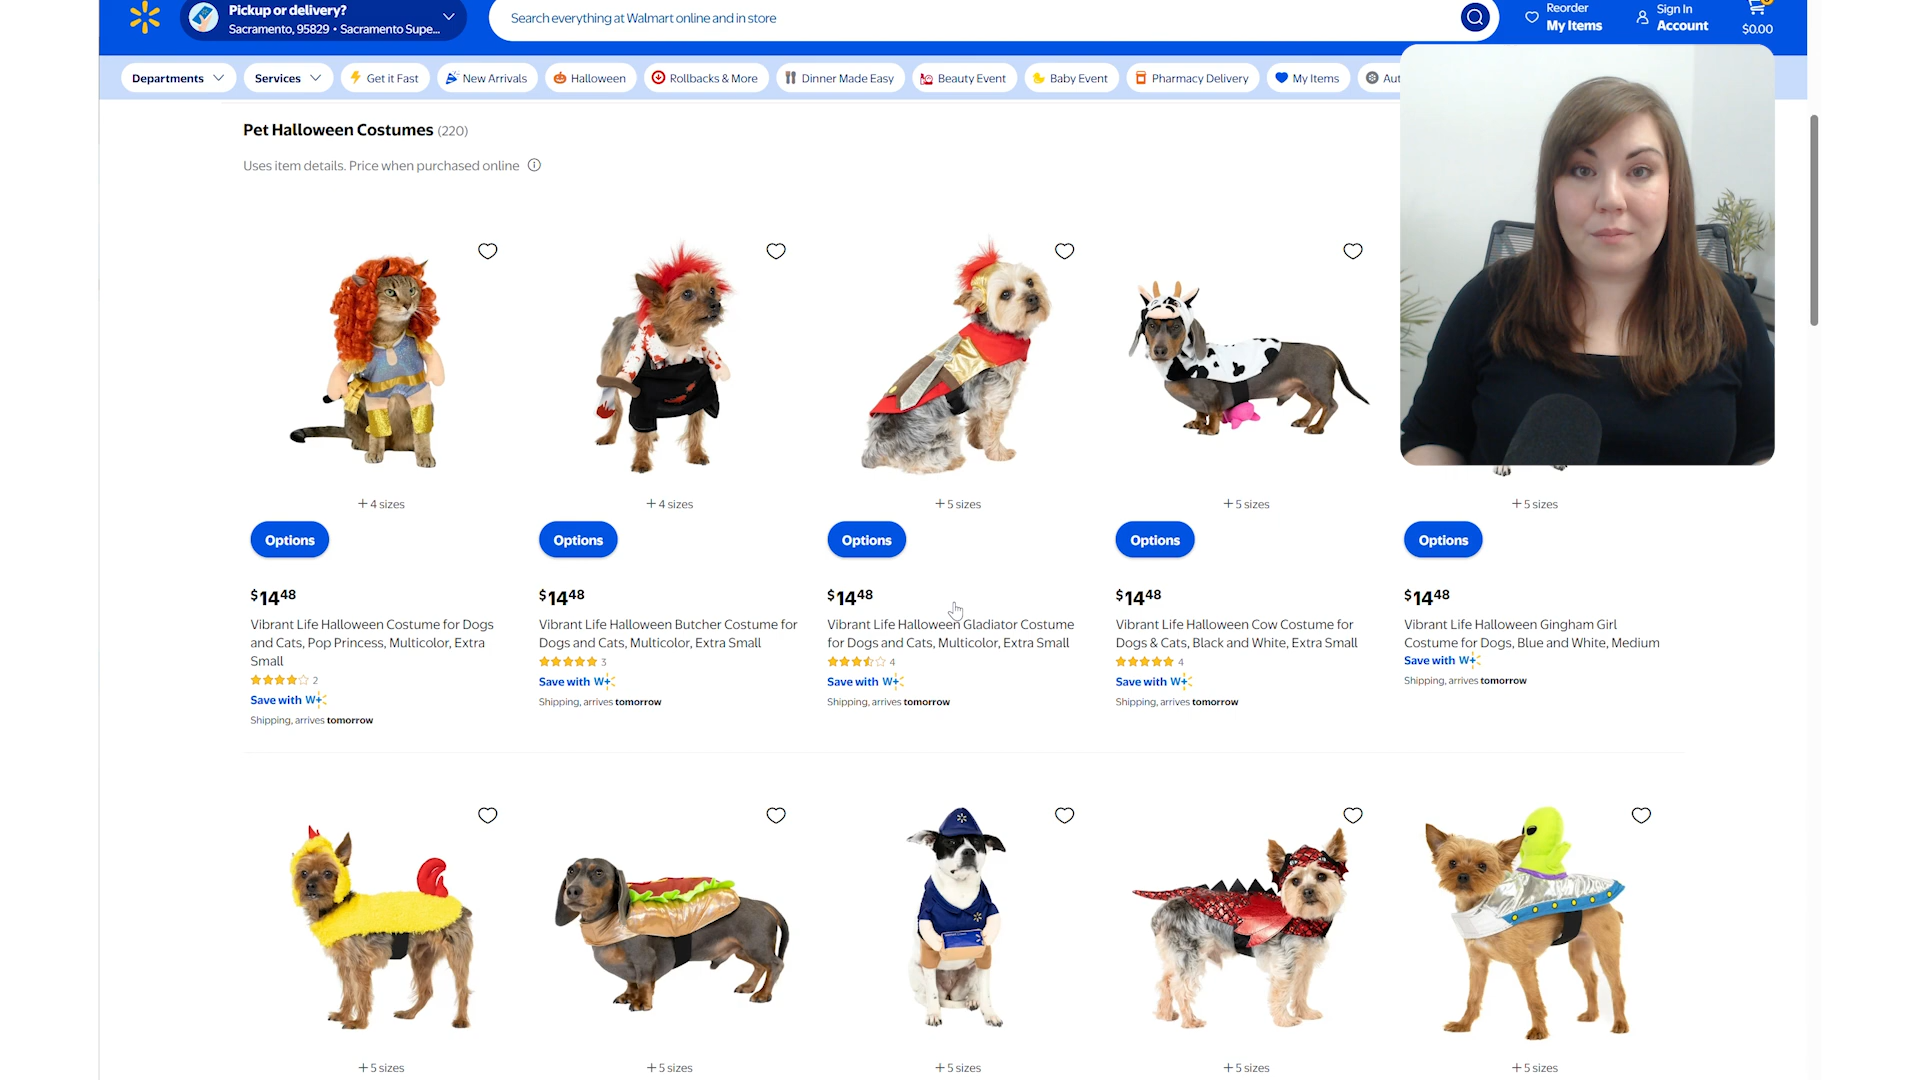 Pickup or delivery?
Sacramento, 95829 • Sacramento Supe...
Search everything at Walmart online and in store
Reorder
My Items
Sign In
Account
$0.00
Departments
Services
Get it Fast
New Arrivals
Halloween
Rollbacks & More
Dinner Made Easy
Beauty Event
Baby Event
Pharmacy Delivery
My Items
Aut
Pet Halloween Costumes (220)
Uses item details. Price when purchased online
+ 4 sizes
+ 4 sizes
+ 5 sizes
+ 5 sizes
+ 5 sizes
Options
Options
Options
Options
Options
$14 48
$14 48
$14 48
$14 48
$14 48
Vibrant Life Halloween Costume for Dogs
and Cats, Pop Princess, Multicolor, Extra
Small
2
Save with W+
Shipping, arrives tomorrow
Vibrant Life Halloween Butcher Costume for
Dogs and Cats, Multicolor, Extra Small
3
Save with W+
Shipping, arrives tomorrow
Vibrant Life Halloween Gladiator Costume
for Dogs and Cats, Multicolor, Extra Small
4
Save with W+
Shipping, arrives tomorrow
Vibrant Life Halloween Cow Costume for
Dogs & Cats, Black and White, Extra Small
4
Save with W+
Shipping, arrives tomorrow
Vibrant Life Halloween Gingham Girl
Costume for Dogs, Blue and White, Medium
Save with W+
Shipping, arrives tomorrow
+ 5 sizes
+ 5 sizes
+ 5 sizes
+ 5 sizes
+ 5 sizes